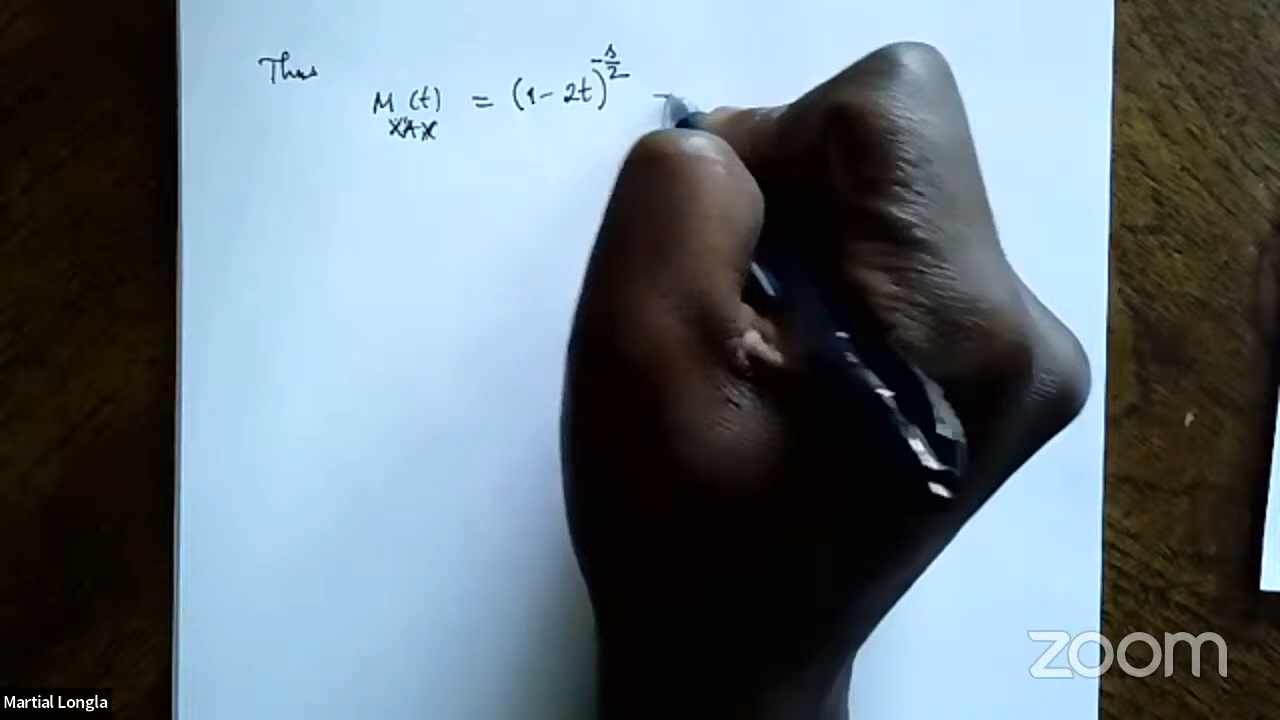 Thus
M (t) = (1 - 2t)^{-s/2} -
X'AX
zoom
Martial Longla